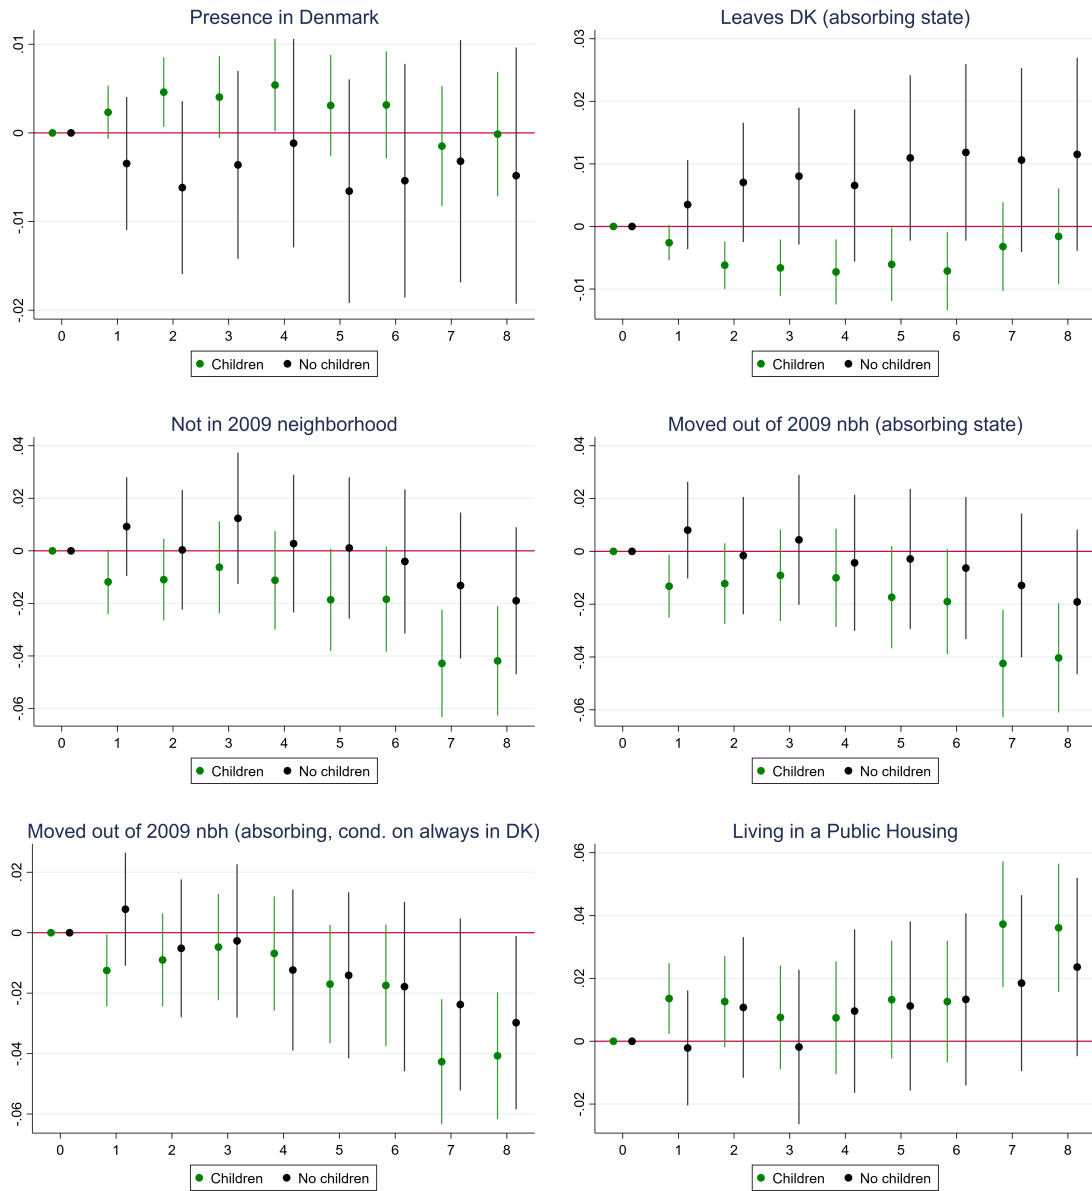 Presence in Denmark
.01
0
-.01
-.02
0 1 2 3 4 5 6 7 8
Children No children
Leaves DK (absorbing state)
.03
.02
.01
0
-.01
0 1 2 3 4 5 6 7 8
Children No children
Not in 2009 neighborhood
.04
.02
0
-.02
-.04
-.06
0 1 2 3 4 5 6 7 8
Children No children
Moved out of 2009 nbh (absorbing state)
.04
.02
0
-.02
-.04
-.06
0 1 2 3 4 5 6 7 8
Children No children
Moved out of 2009 nbh (absorbing, cond. on always in DK)
.02
0
-.02
-.04
-.06
0 1 2 3 4 5 6 7 8
Children No children
Living in a Public Housing
.06
.04
.02
0
-.02
0 1 2 3 4 5 6 7 8
Children No children